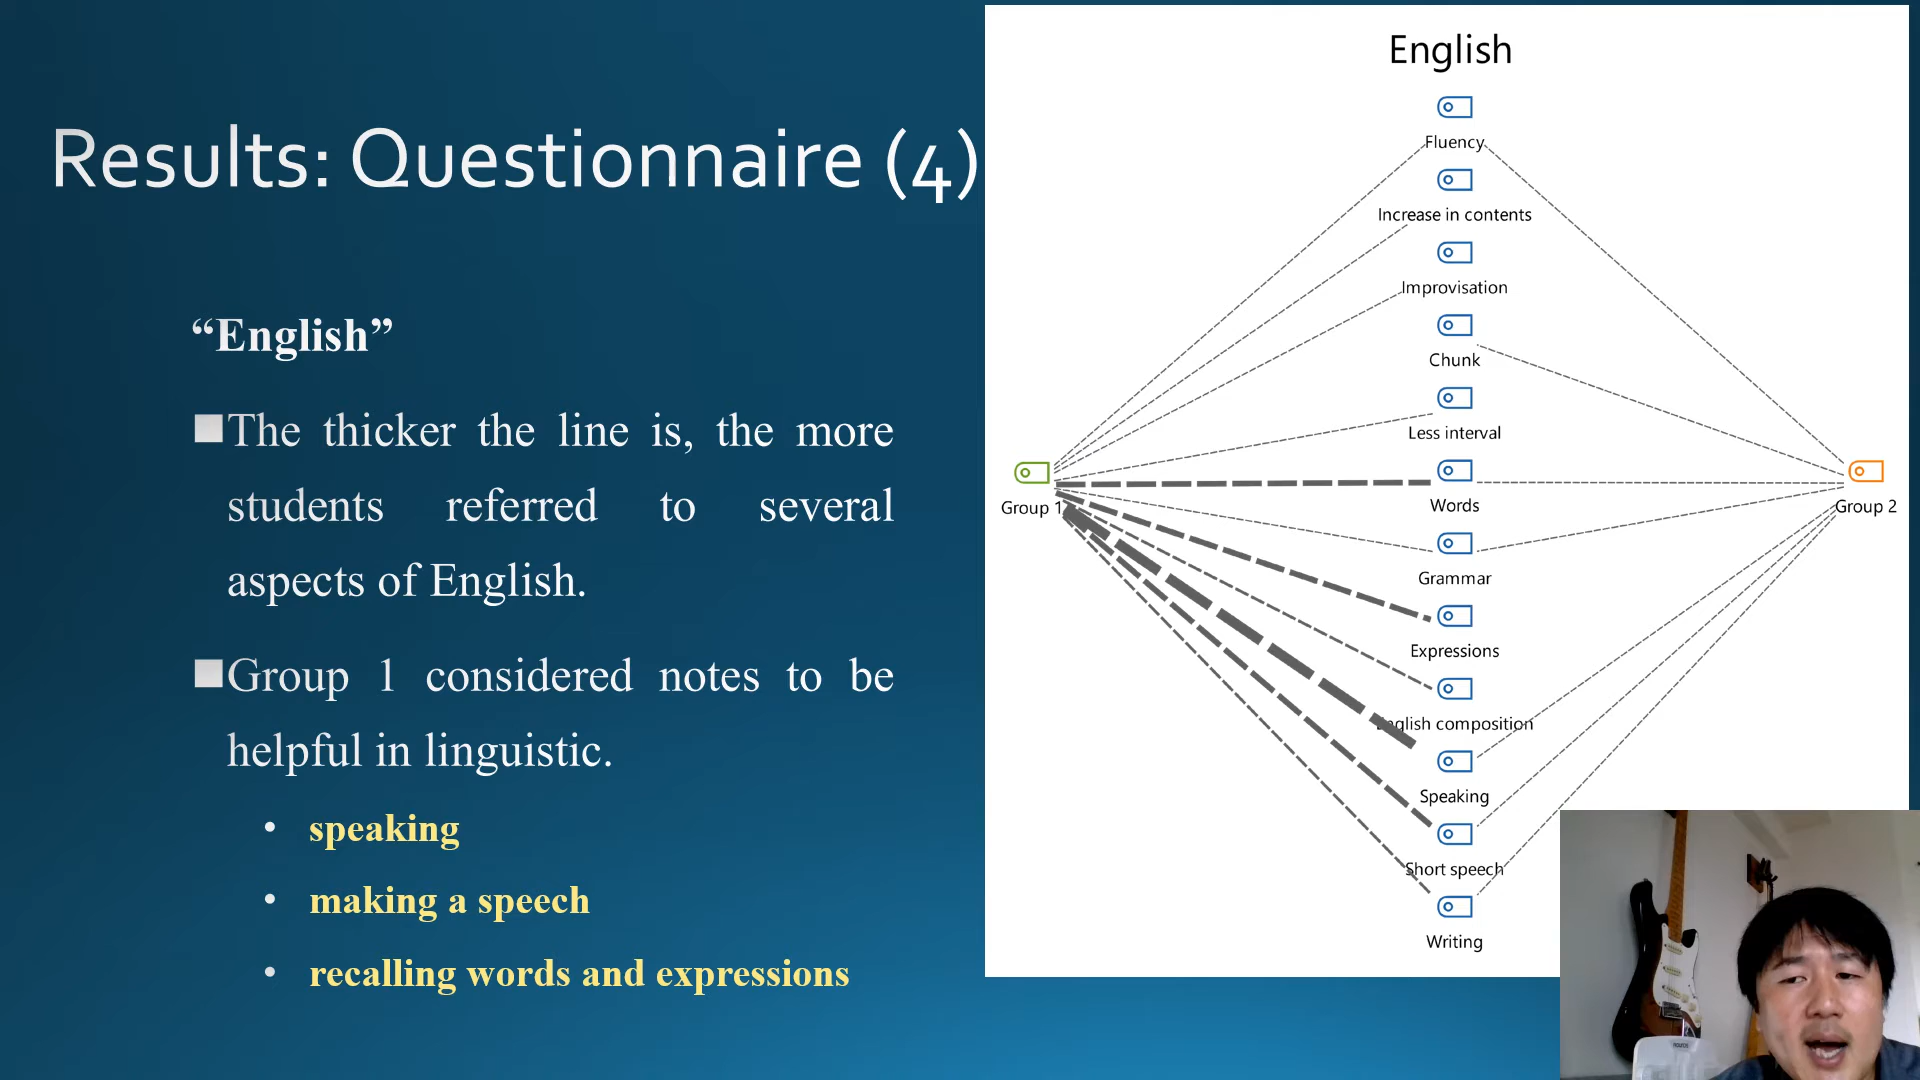 Results: Questionnaire (4)
“English”
The thicker the line is, the more
students referred to several
aspects of English.
Group 1 considered notes to be
helpful in linguistic.
• speaking
• making a speech
• recalling words and expressions
English
Fluency
Increase in contents
Improvisation
Chunk
Less interval
Words
Group 1
Group 2
Grammar
Expressions
English composition
Speaking
Short speech
Writing